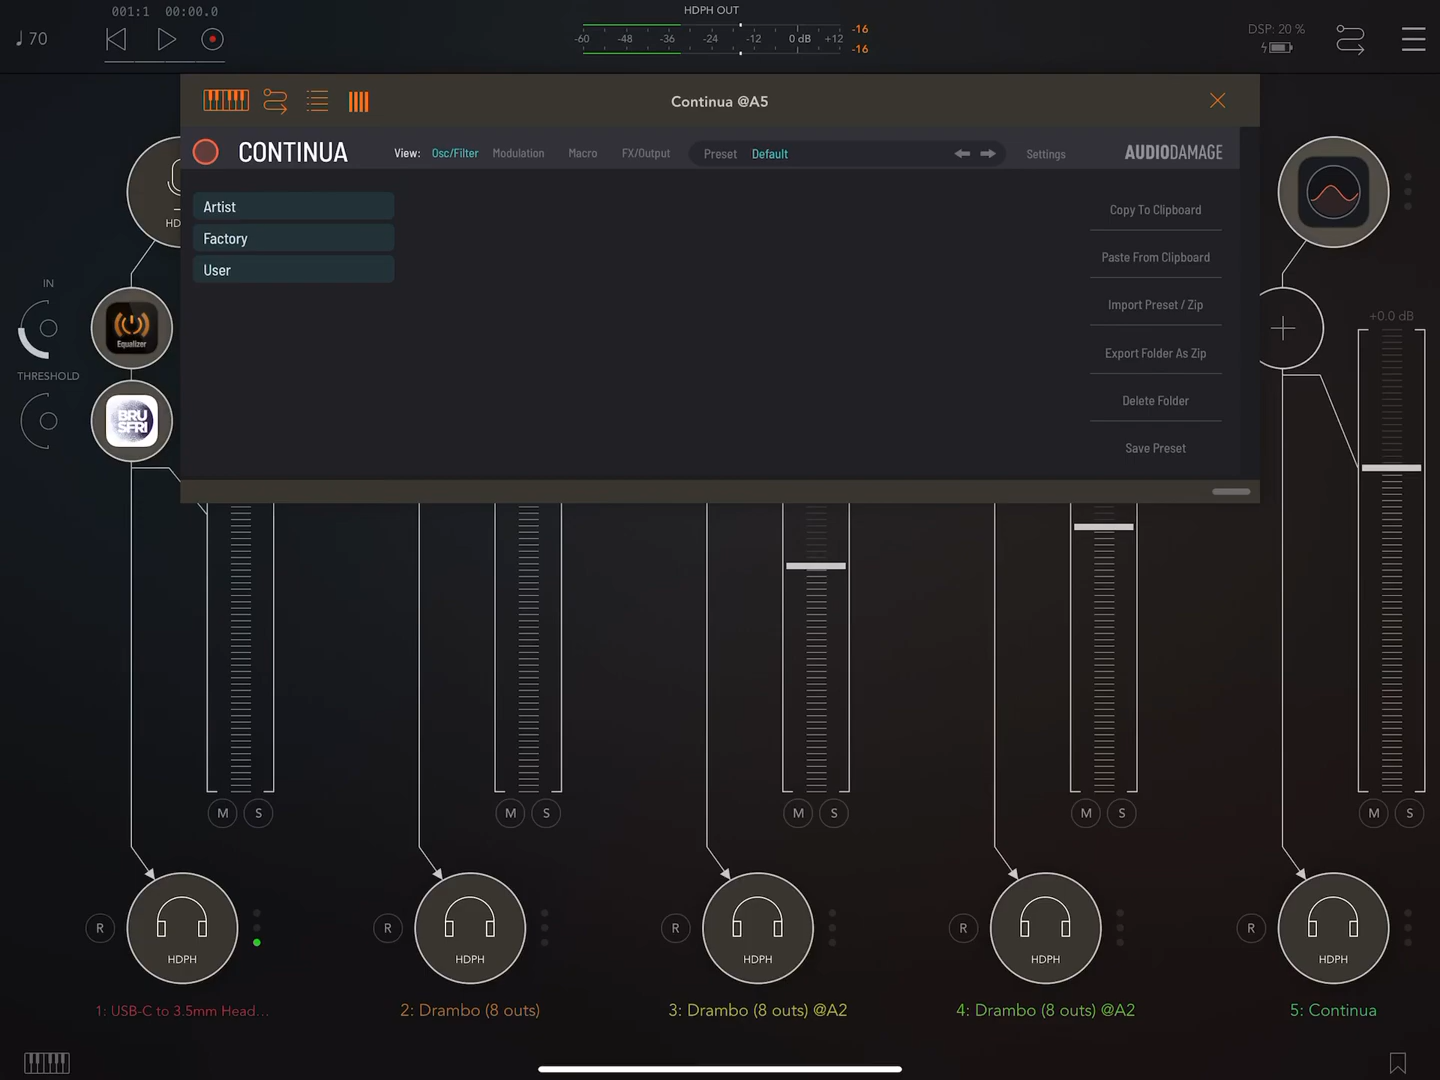 001:1 00:00.0
HDPH OUT
♩70
-60 -48 -36 -24 -12 0 dB +12
-16
-16
DSP: 20 %
Continua @A5
CONTINUA
View: Osc/Filter Modulation Macro FX/Output
Preset Default
Settings
AUDIODAMAGE
Artist
Factory
User
Copy To Clipboard
Paste From Clipboard
Import Preset / Zip
Export Folder As Zip
Delete Folder
Save Preset
HD
IN
Equalizer
THRESHOLD
BRU
SFRI
+0.0 dB
M S M S M S M S M S
R R R R R
HDPH HDPH HDPH HDPH HDPH
1: USB-C to 3.5mm Head...
2: Drambo (8 outs)
3: Drambo (8 outs) @A2
4: Drambo (8 outs) @A2
5: Continua